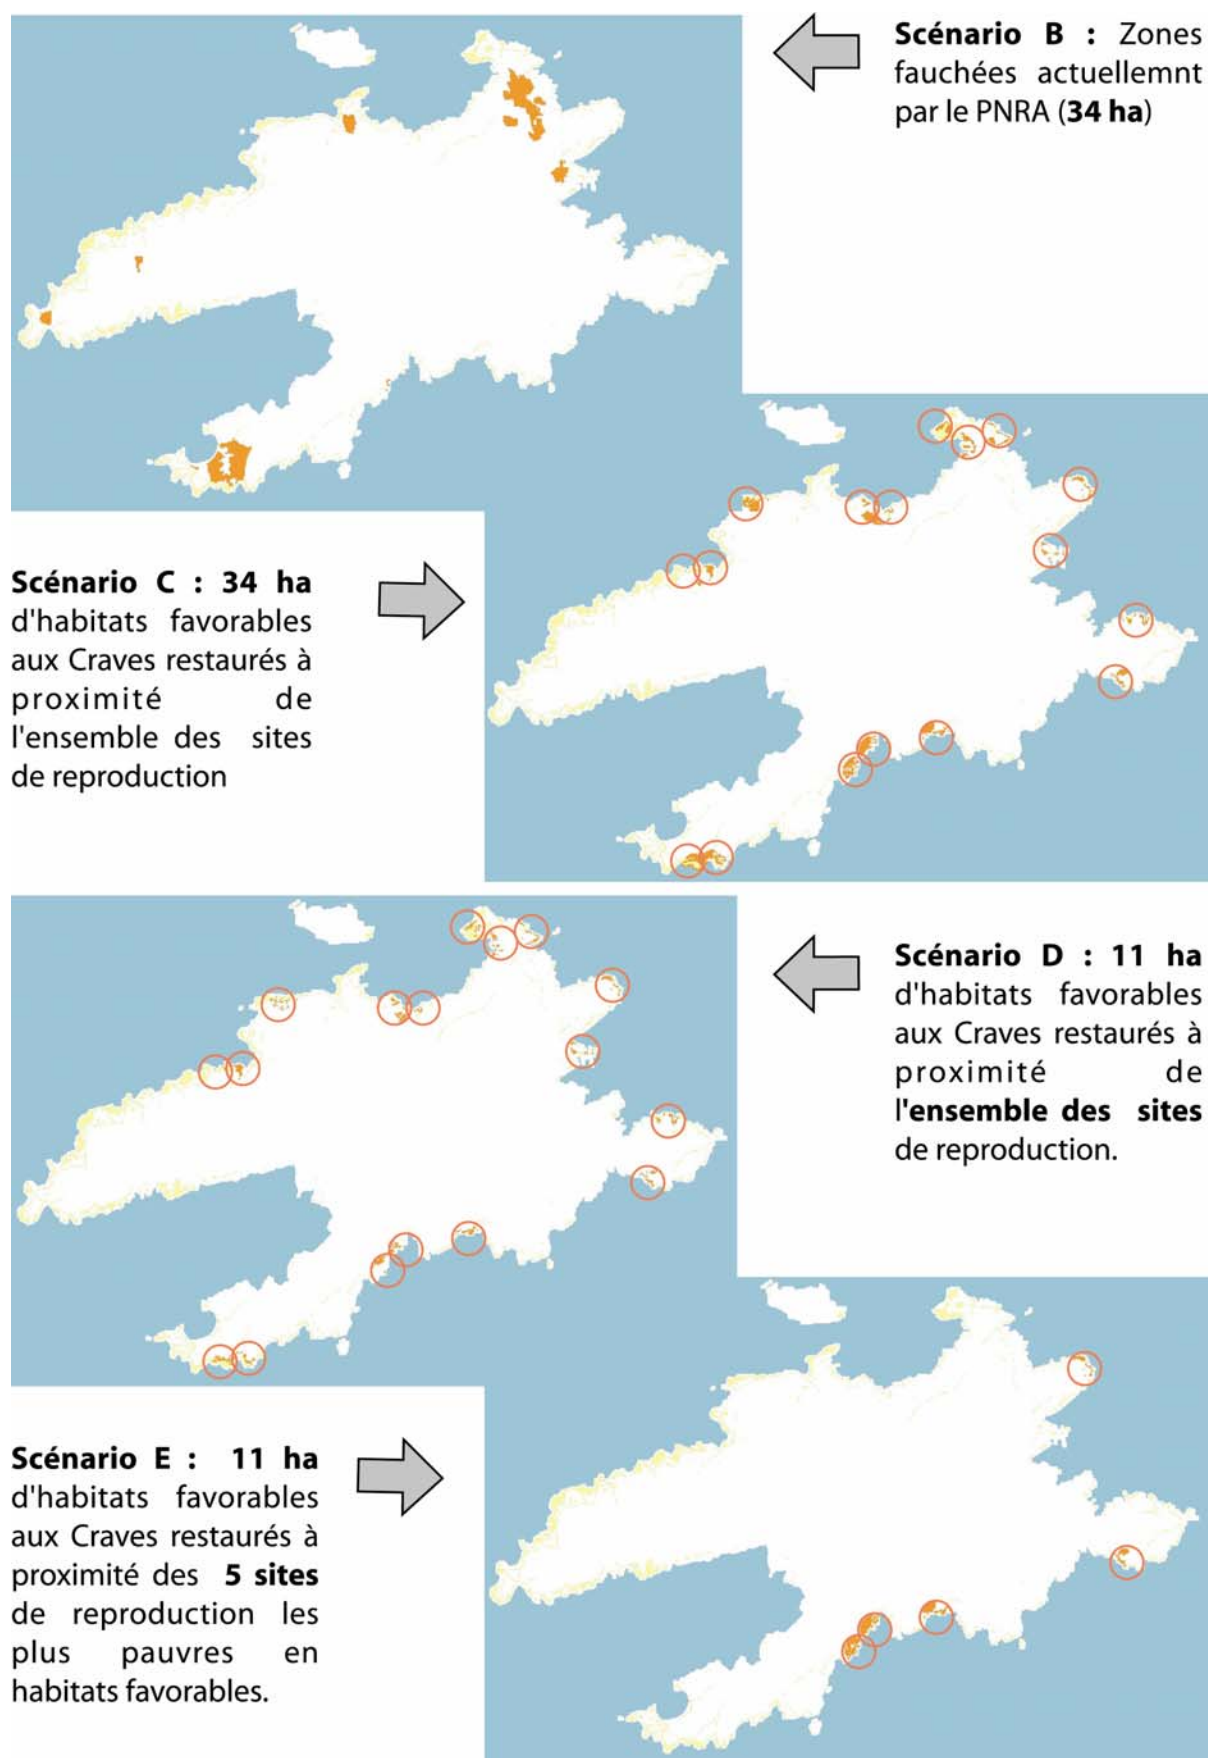 Scénario B : Zones
fauchées actuellemnt
par le PNRA (34 ha)
Scénario C : 34 ha
d'habitats favorables
aux Craves restaurés à
proximité de
l'ensemble des sites
de reproduction
Scénario D : 11 ha
d'habitats favorables
aux Craves restaurés à
proximité de
l'ensemble des sites
de reproduction.
Scénario E : 11 ha
d'habitats favorables
aux Craves restaurés à
proximité des 5 sites
de reproduction les
plus pauvres en
habitats favorables.